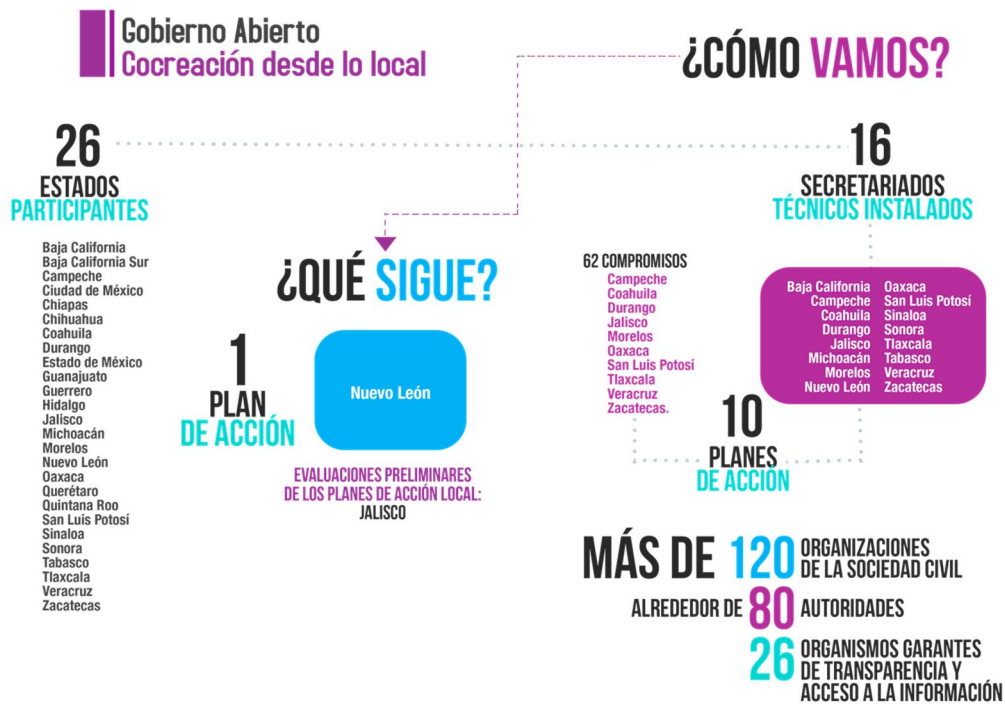 Gobierno Abierto
Cocreación desde lo local
¿CÓMO VAMOS?
26
ESTADOS
PARTICIPANTES
Baja California
Baja California Sur
Campeche
Ciudad de México
Chiapas
Chihuahua
Coahuila
Durango
Estado de México
Guanajuato
Guerrero
Hidalgo
Jalisco
Michoacán
Morelos
Nuevo León
Oaxaca
Querétaro
Quintana Roo
San Luis Potosí
Sinaloa
Sonora
Tabasco
Tlaxcala
Veracruz
Zacatecas
16
SECRETARIADOS
TÉCNICOS INSTALADOS
Baja California Oaxaca
Campeche San Luis Potosí
Coahuila Sinaloa
Durango Sonora
Jalisco Tlaxcala
Michoacán Tabasco
Morelos Veracruz
Nuevo León Zacatecas
62 COMPROMISOS
Campeche
Coahuila
Durango
Jalisco
Morelos
Oaxaca
San Luis Potosí
Tlaxcala
Veracruz
Zacatecas.
10
PLANES
DE ACCIÓN
¿QUÉ SIGUE?
1
PLAN
DE ACCIÓN
Nuevo León
EVALUACIONES PRELIMINARES
DE LOS PLANES DE ACCIÓN LOCAL:
JALISCO
MÁS DE 120 ORGANIZACIONES
DE LA SOCIEDAD CIVIL
ALREDEDOR DE 80 AUTORIDADES
26 ORGANISMOS GARANTES
DE TRANSPARENCIA Y
ACCESO A LA INFORMACIÓN